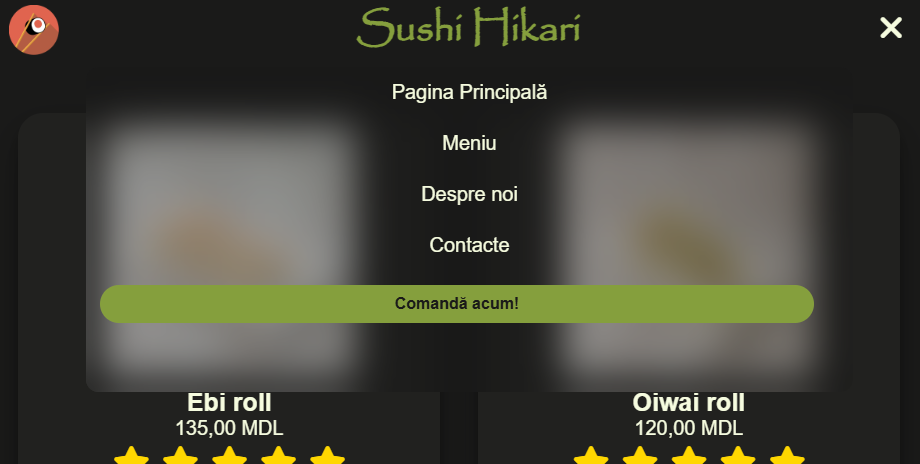 Sushi Hikari
Pagina Principală
Meniu
Despre noi
Contacte
Comandă acum!
Ebi roll
135,00 MDL
Oiwai roll
120,00 MDL